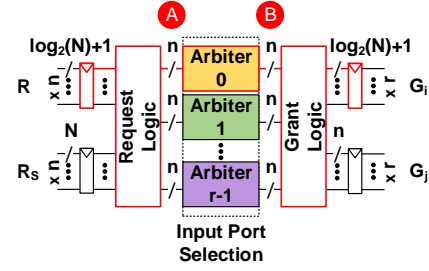 A B
log₂(N)+1 n n log₂(N)+1
R x n Arbiter 0 x r Gᵢ
Request Logic
n Arbiter 1 n
Grant Logic
N n
Rₛ x n n Arbiter r-1 n x r Gⱼ
Input Port
Selection